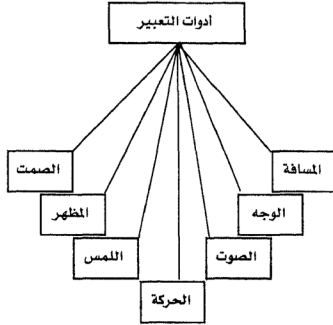 أدوات التعبير
المسافة
الصمت
الوجه
المظهر
الصوت
اللمس
الحركة